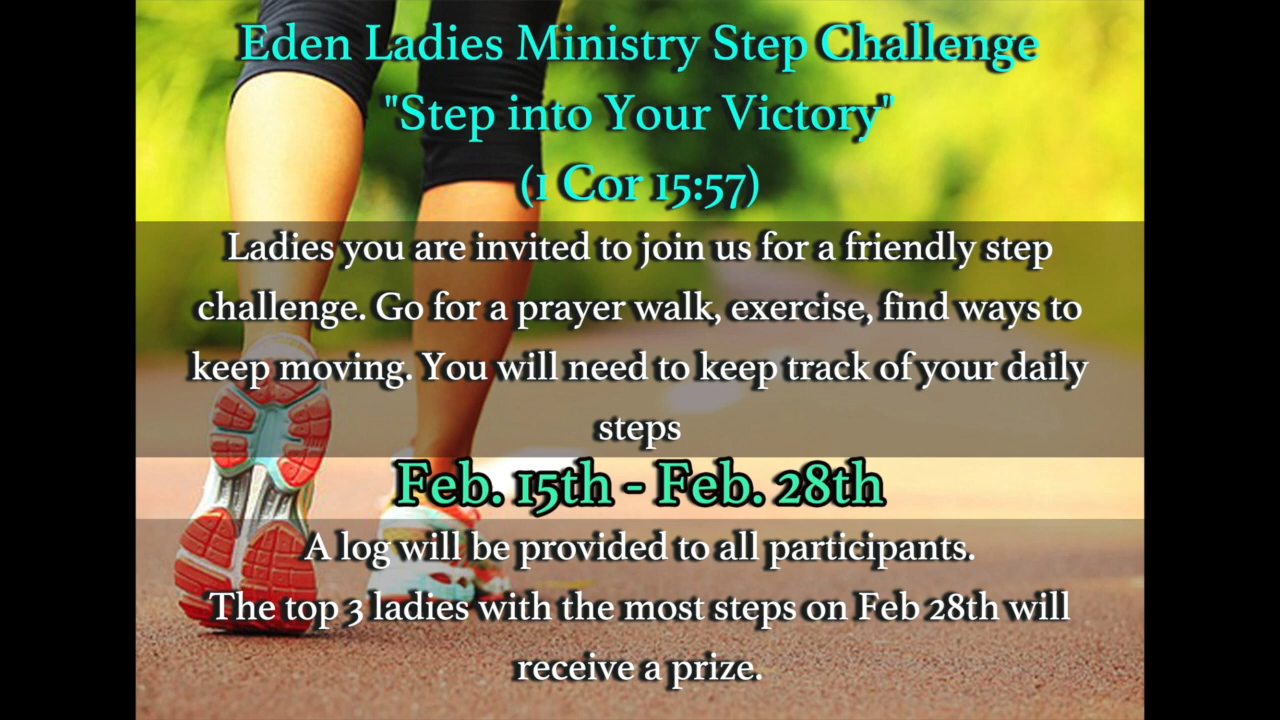 Eden Ladies Ministry Step Challenge
"Step into Your Victory"
(1 Cor 15:57)
Ladies you are invited to join us for a friendly step
challenge. Go for a prayer walk, exercise, find ways to
keep moving. You will need to keep track of your daily
steps
Feb. 15th - Feb. 28th
A log will be provided to all participants.
The top 3 ladies with the most steps on Feb 28th will
receive a prize.